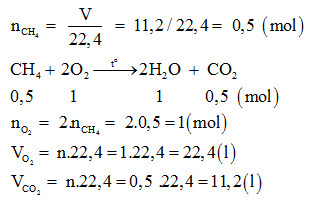 n_CH₄ = V / 22,4 = 11,2 / 22,4 = 0,5 (mol)
CH₄ + 2O₂ —t°→ 2H₂O + CO₂
0,5 1 1 0,5 (mol)
n_O₂ = 2.n_CH₄ = 2.0,5 = 1(mol)
V_O₂ = n.22,4 = 1.22,4 = 22,4(l)
V_CO₂ = n.22,4 = 0,5 .22,4 = 11,2(l)